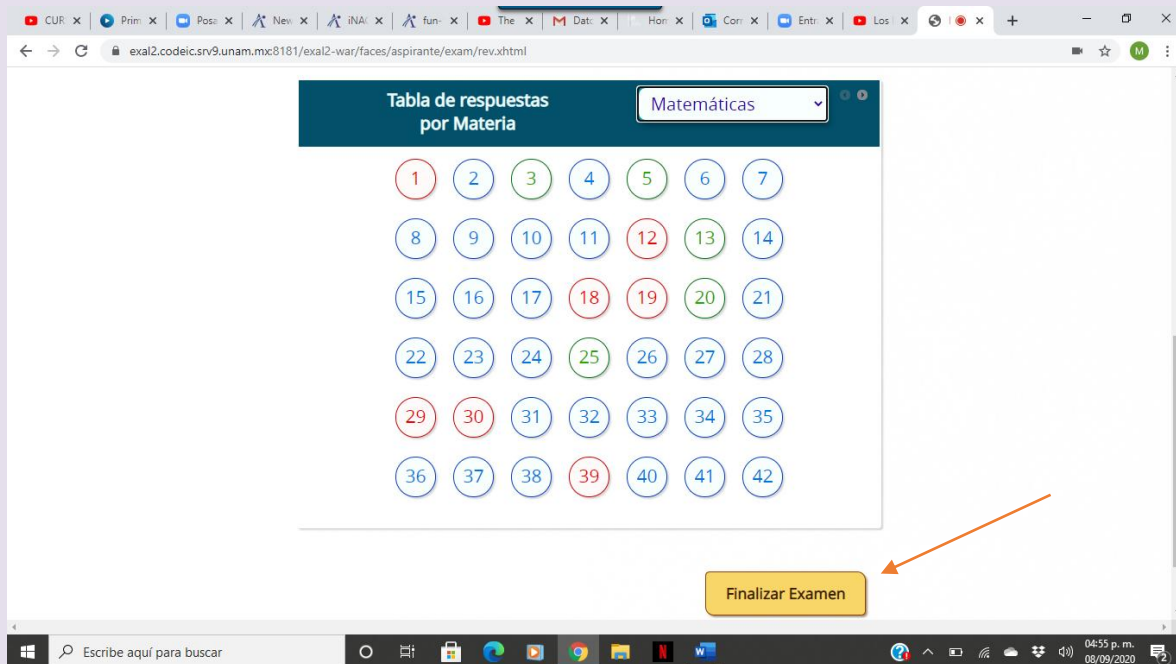 CUR
Prim
Posa
New
iNAC
fun-
The
M Datc
Hon
Corr
Entr
Los
exal2.codeic.srv9.unam.mx:8181/exal2-war/faces/aspirante/exam/rev.xhtml
M
Tabla de respuestas
por Materia
Matemáticas
1 2 3 4 5 6 7
8 9 10 11 12 13 14
15 16 17 18 19 20 21
22 23 24 25 26 27 28
29 30 31 32 33 34 35
36 37 38 39 40 41 42
Finalizar Examen
Escribe aquí para buscar
N
W
04:55 p. m.
08/09/2020